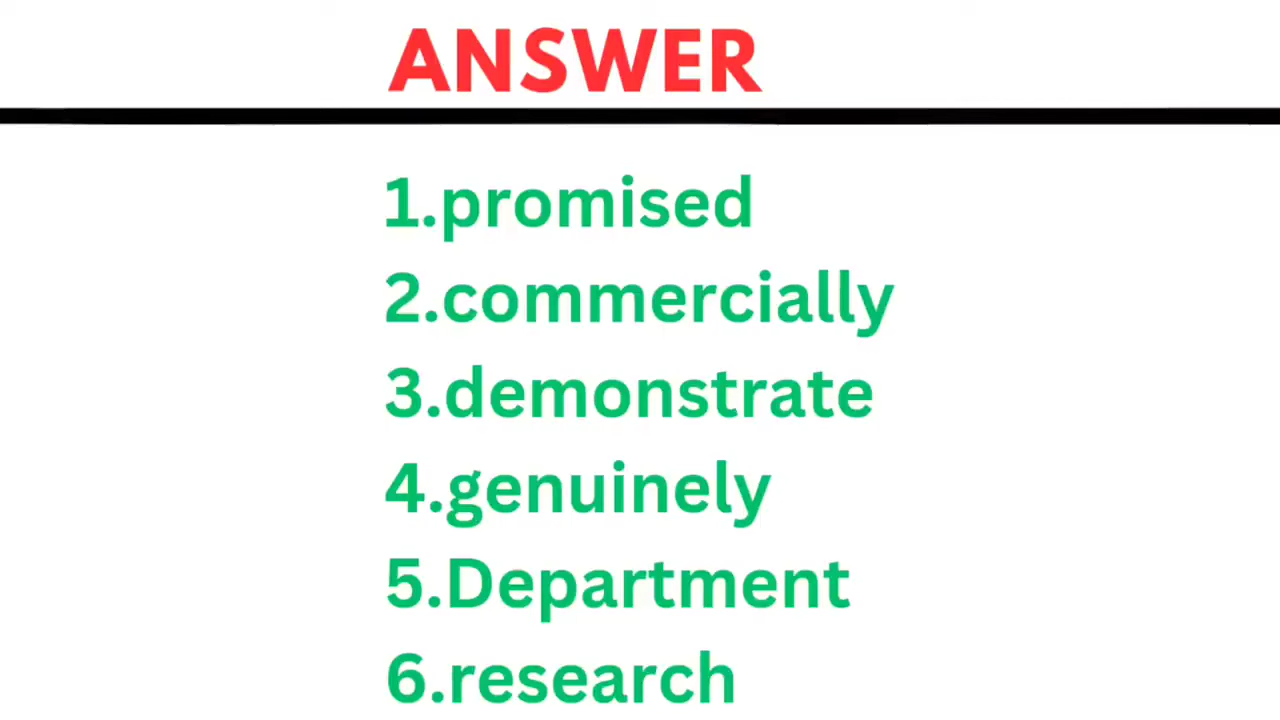 ANSWER
1.promised
2.commercially
3.demonstrate
4.genuinely
5.Department
6.research